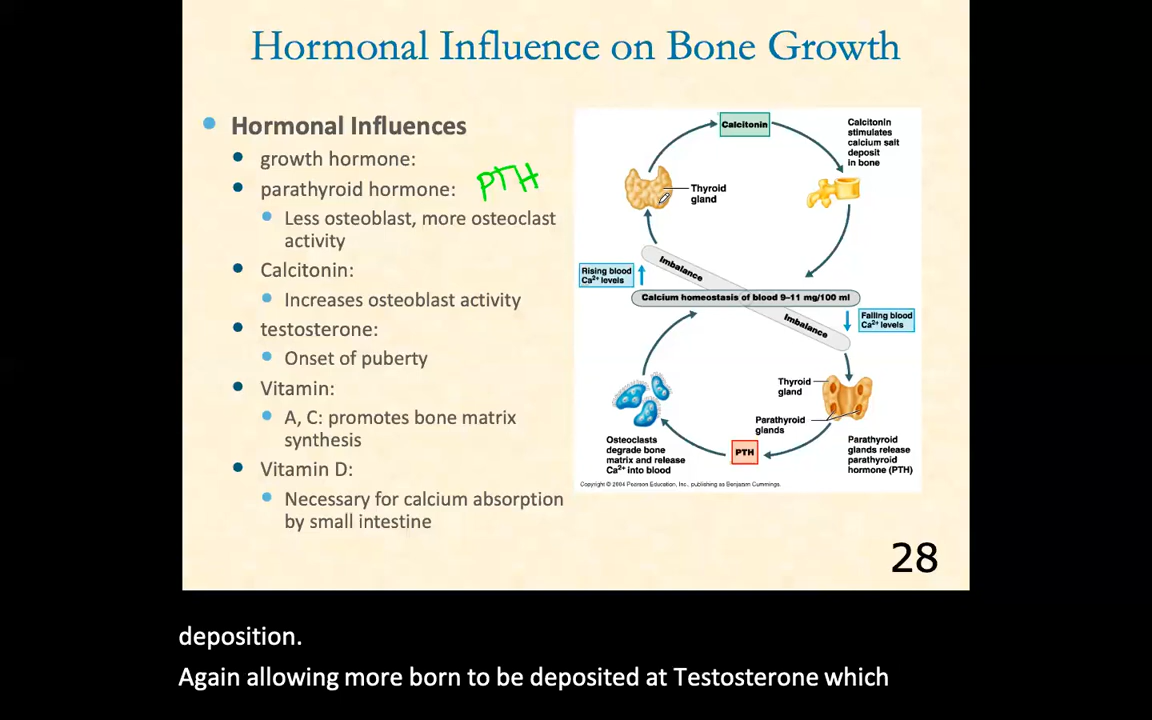 Hormonal Influence on Bone Growth
Hormonal Influences
growth hormone:
parathyroid hormone: PTH
Less osteoblast, more osteoclast
activity
Calcitonin:
Increases osteoblast activity
testosterone:
Onset of puberty
Vitamin:
A, C: promotes bone matrix
synthesis
Vitamin D:
Necessary for calcium absorption
by small intestine
Calcitonin
Calcitonin
stimulates
calcium salt
deposit
in bone
Thyroid
gland
Imbalance
Rising blood
Ca²⁺ levels
Calcium homeostasis of blood 9–11 mg/100 ml
Imbalance
Falling blood
Ca²⁺ levels
Thyroid
gland
Parathyroid
glands
Osteoclasts
degrade bone
matrix and release
Ca²⁺ into blood
PTH
Parathyroid
glands release
parathyroid
hormone (PTH)
Copyright © 2004 Pearson Education, Inc., publishing as Benjamin Cummings.
28
deposition.
Again allowing more born to be deposited at Testosterone which